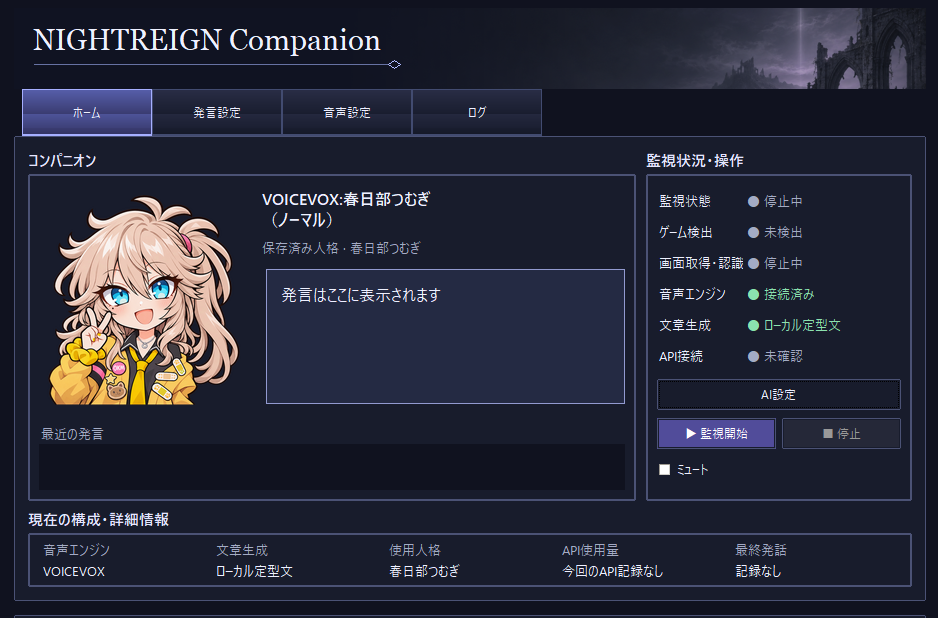 NIGHTREIGN Companion
ホーム
発言設定
音声設定
ログ
コンパニオン
VOICEVOX:春日部つむぎ
（ノーマル）
保存済み人格・春日部つむぎ
発言はここに表示されます
最近の発言
監視状況・操作
監視状態 ● 停止中
ゲーム検出 ● 未検出
画面取得・認識 ● 停止中
音声エンジン ● 接続済み
文章生成 ● ローカル定型文
API接続 ● 未確認
AI設定
▶ 監視開始
■ 停止
ミュート
現在の構成・詳細情報
音声エンジン 文章生成 使用人格 API使用量 最終発話
VOICEVOX ローカル定型文 春日部つむぎ 今回のAPI記録なし 記録なし